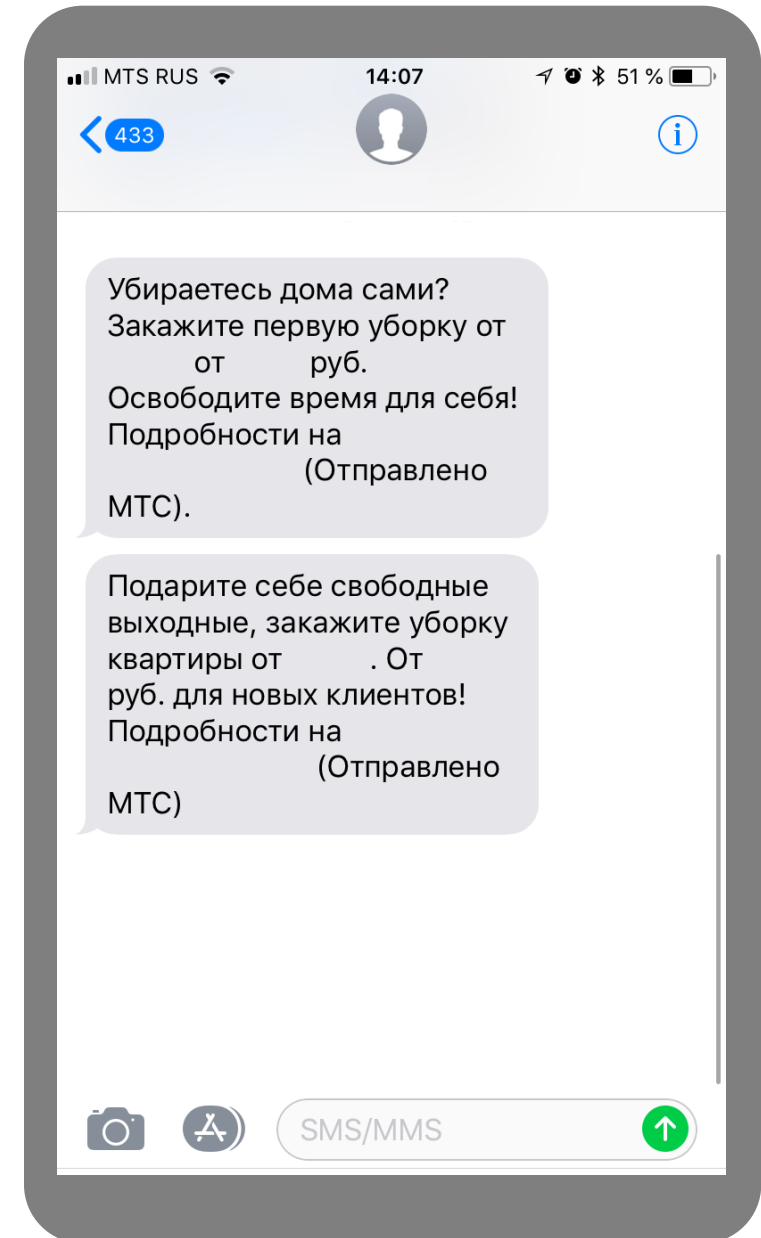 MTS RUS 14:07 51 %
433
Убираетесь дома сами?
Закажите первую уборку от
от руб.
Освободите время для себя!
Подробности на
(Отправлено
МТС).
Подарите себе свободные
выходные, закажите уборку
квартиры от . От
руб. для новых клиентов!
Подробности на
(Отправлено
МТС)
SMS/MMS